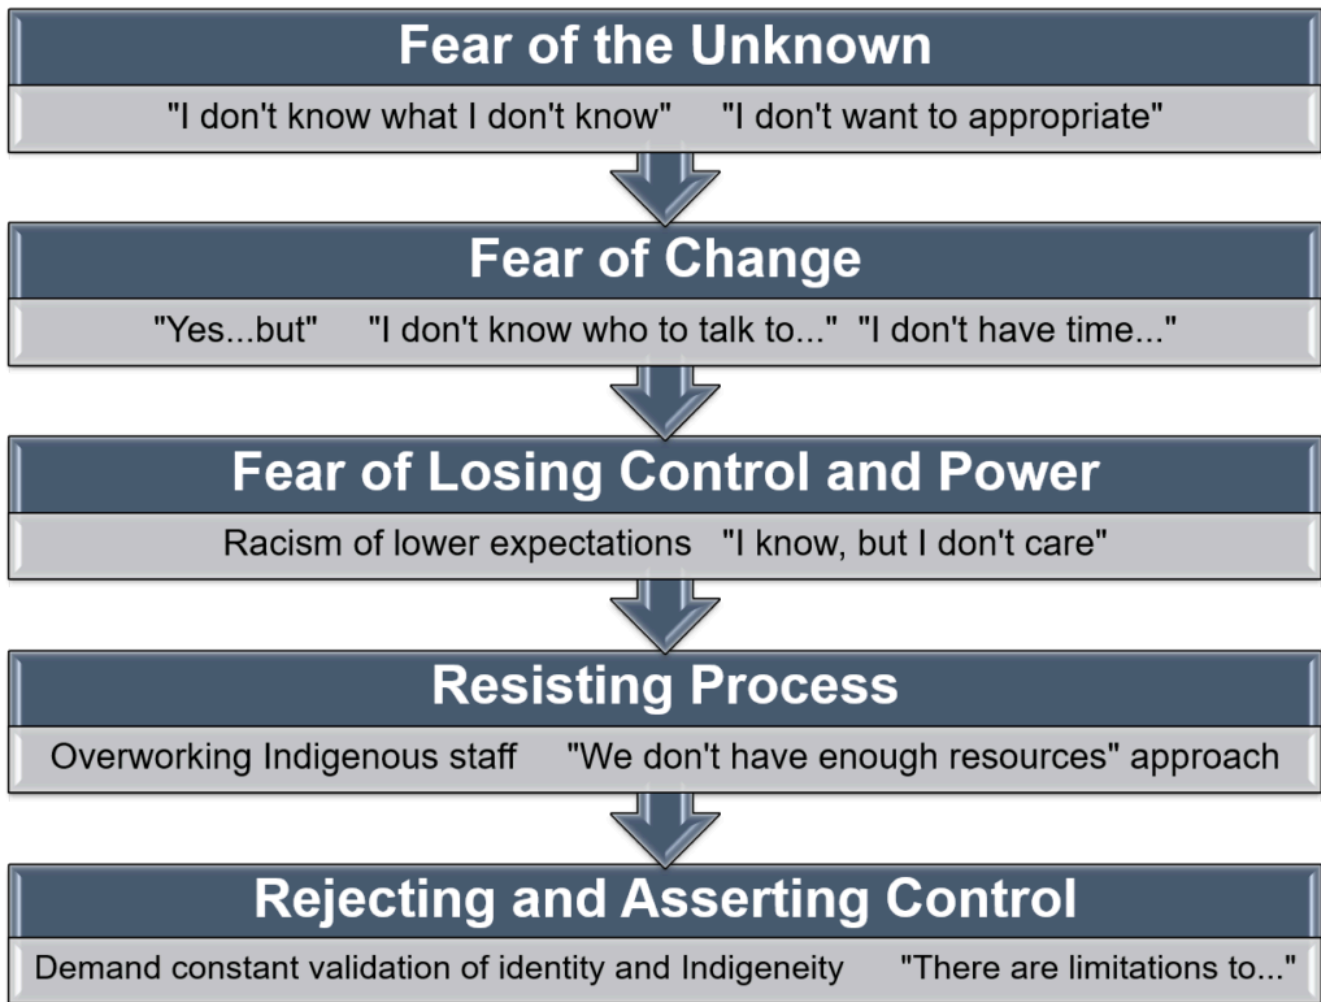 Fear of the Unknown
"I don't know what I don't know" "I don't want to appropriate"
Fear of Change
"Yes...but" "I don't know who to talk to..." "I don't have time..."
Fear of Losing Control and Power
Racism of lower expectations "I know, but I don't care"
Resisting Process
Overworking Indigenous staff "We don't have enough resources" approach
Rejecting and Asserting Control
Demand constant validation of identity and Indigeneity "There are limitations to..."